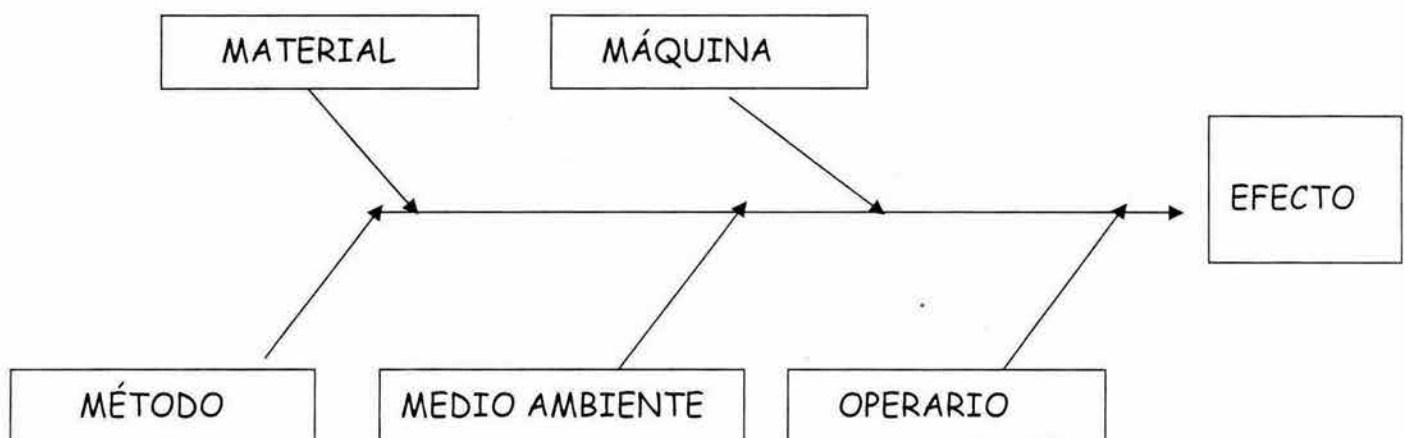 MATERIAL
MÁQUINA
EFECTO
MÉTODO
MEDIO AMBIENTE
OPERARIO